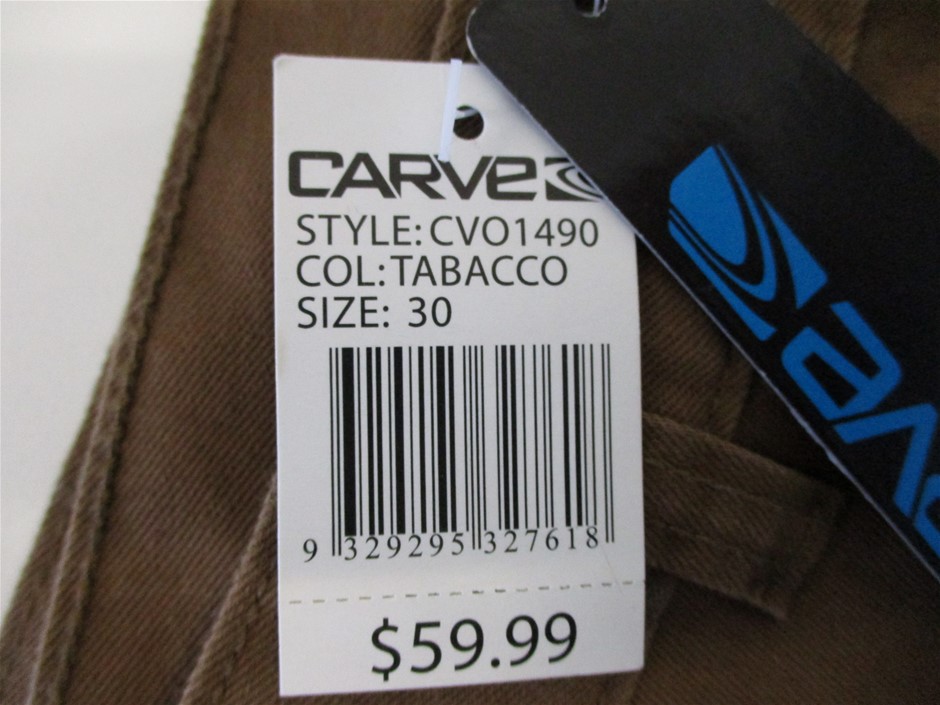 CARVE
STYLE: CVO1490
COL: TABACCO
SIZE: 30
9 329295 327618
$59.99